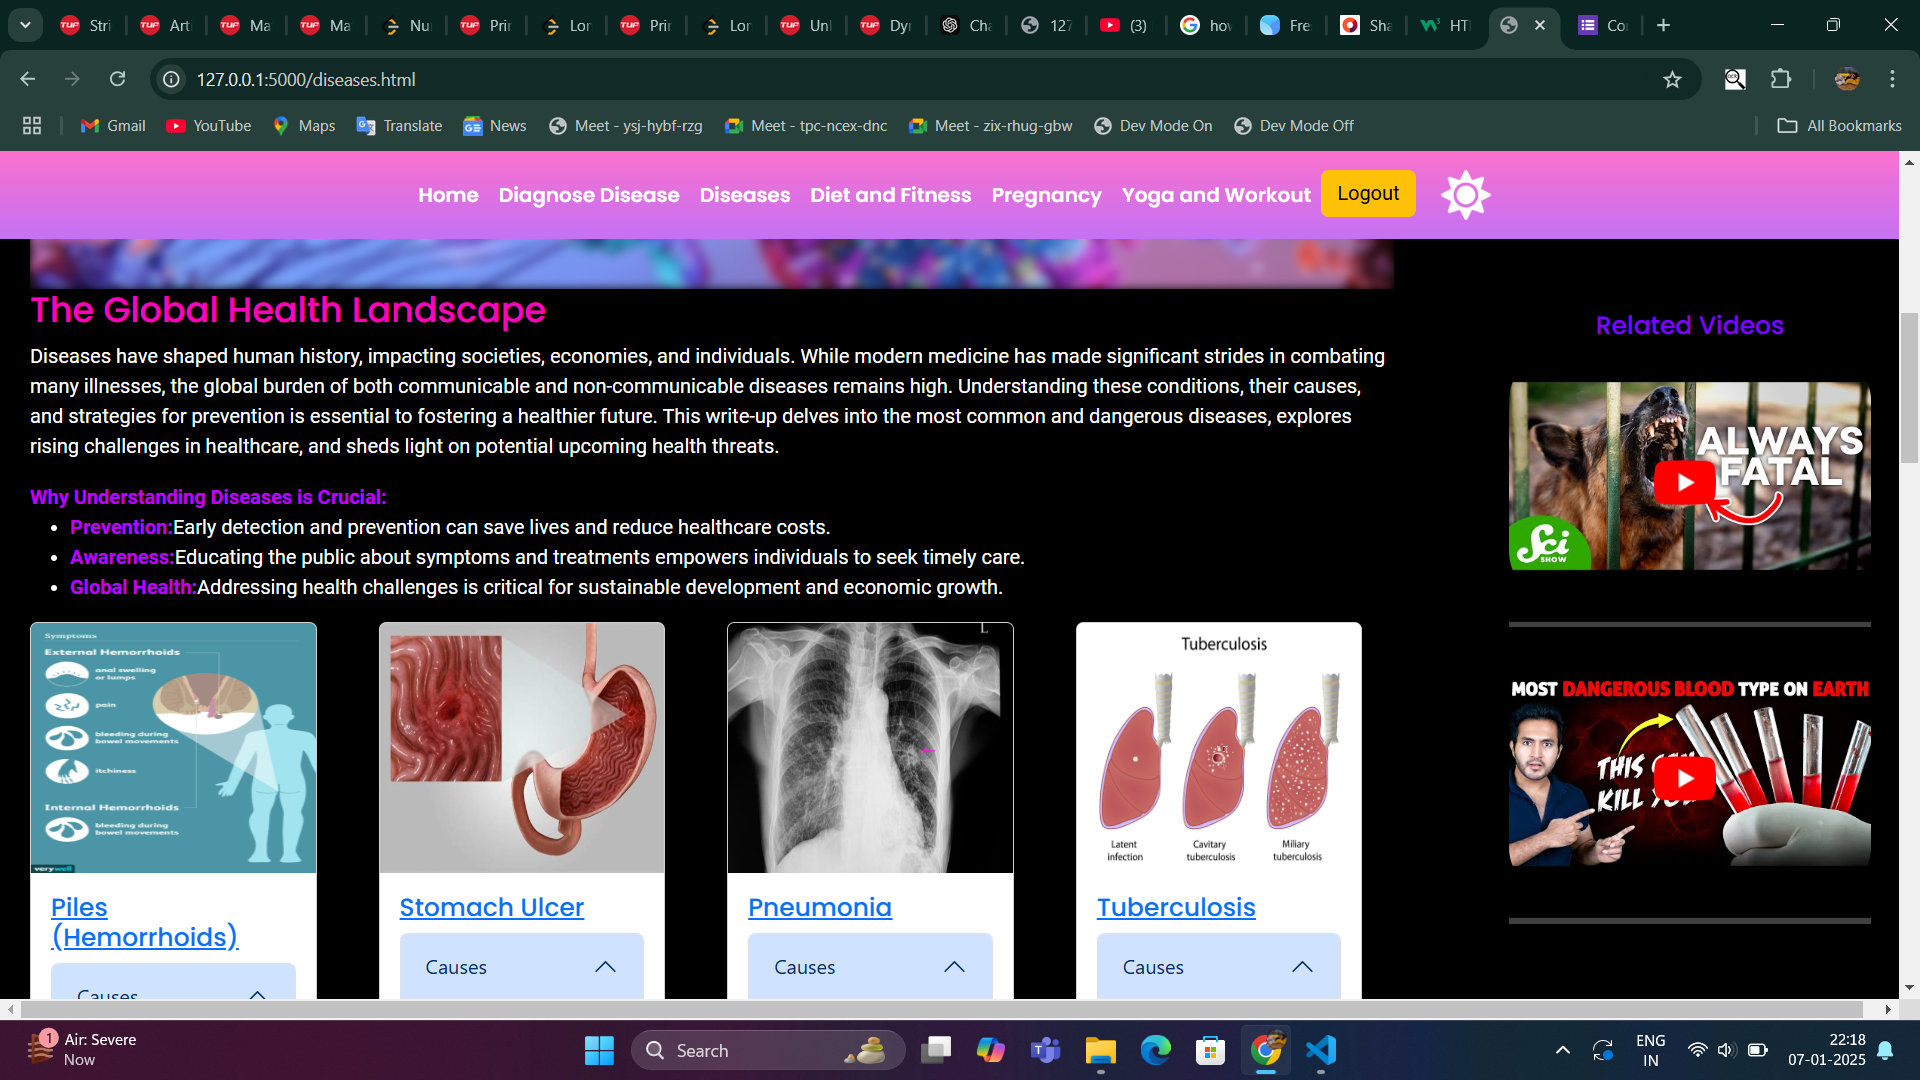 Stri
Arti
Ma
Ma
Nu
Prir
Lor
Prir
Lor
Unl
Dyr
Cha
127
(3)
hov
Fre
Sha
HTI
Co
127.0.0.1:5000/diseases.html
Gmail
YouTube
Maps
Translate
News
Meet - ysj-hybf-rzg
Meet - tpc-ncex-dnc
Meet - zix-rhug-gbw
Dev Mode On
Dev Mode Off
All Bookmarks
Home
Diagnose Disease
Diseases
Diet and Fitness
Pregnancy
Yoga and Workout
Logout
The Global Health Landscape
Diseases have shaped human history, impacting societies, economies, and individuals. While modern medicine has made significant strides in combating
many illnesses, the global burden of both communicable and non-communicable diseases remains high. Understanding these conditions, their causes,
and strategies for prevention is essential to fostering a healthier future. This write-up delves into the most common and dangerous diseases, explores
rising challenges in healthcare, and sheds light on potential upcoming health threats.
Why Understanding Diseases is Crucial:
Prevention:Early detection and prevention can save lives and reduce healthcare costs.
Awareness:Educating the public about symptoms and treatments empowers individuals to seek timely care.
Global Health:Addressing health challenges is critical for sustainable development and economic growth.
Related Videos
ALWAYS
FATAL
Sci
SHOW
MOST DANGEROUS BLOOD TYPE ON EARTH
THIS
KILL
Symptoms
External Hemorrhoids
anal swelling
or lumps
pain
bleeding during
bowel movements
itchiness
Internal Hemorrhoids
bleeding during
bowel movements
verywell
L
Tuberculosis
Latent
infection
Cavitary
tuberculosis
Miliary
tuberculosis
Piles
(Hemorrhoids)
Causes
Stomach Ulcer
Causes
Pneumonia
Causes
Tuberculosis
Causes
1
Air: Severe
Now
Search
ENG
IN
22:18
07-01-2025